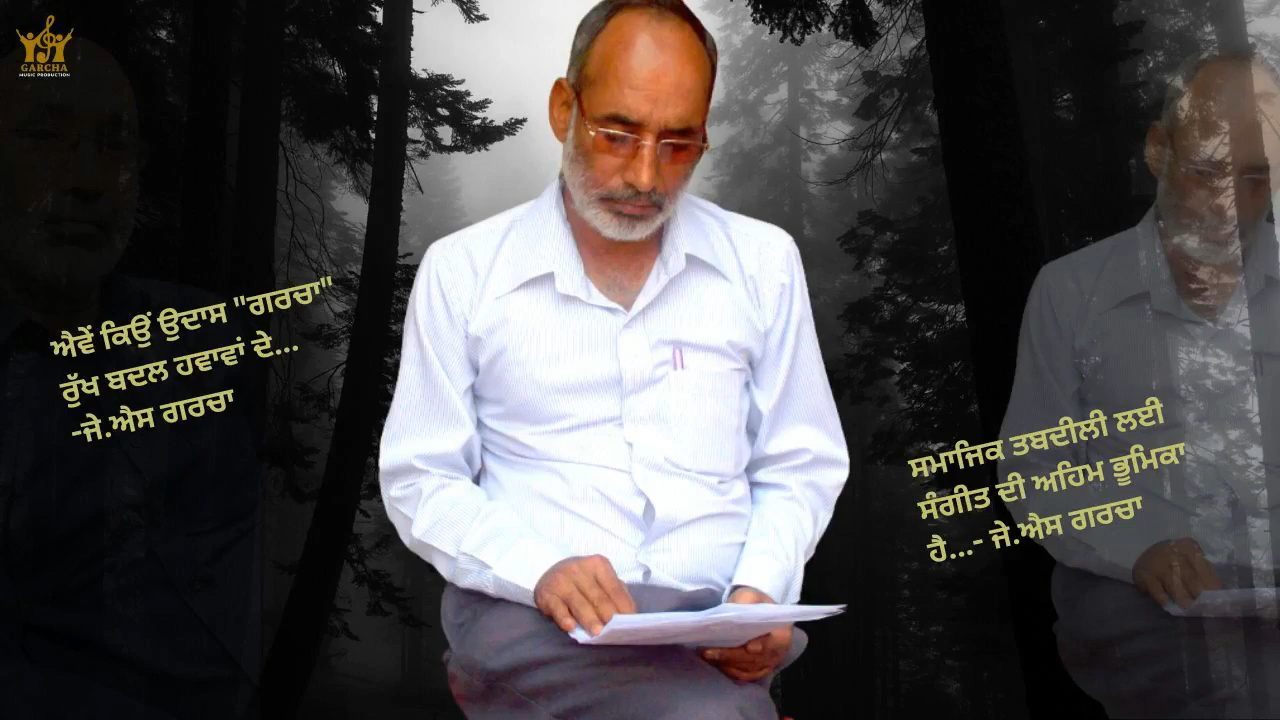 GARCHA
MUSIC PRODUCTION
ਐਵੇਂ ਕਿਉਂ ਉਦਾਸ "ਗਰਚਾ"
ਰੁੱਖ ਬਦਲ ਹਵਾਵਾਂ ਦੇ...
-ਜੇ.ਐਸ ਗਰਚਾ
ਸਮਾਜਿਕ ਤਬਦੀਲੀ ਲਈ
ਸੰਗੀਤ ਦੀ ਅਹਿਮ ਭੂਮਿਕਾ
ਹੈ...- ਜੇ.ਐਸ ਗਰਚਾ